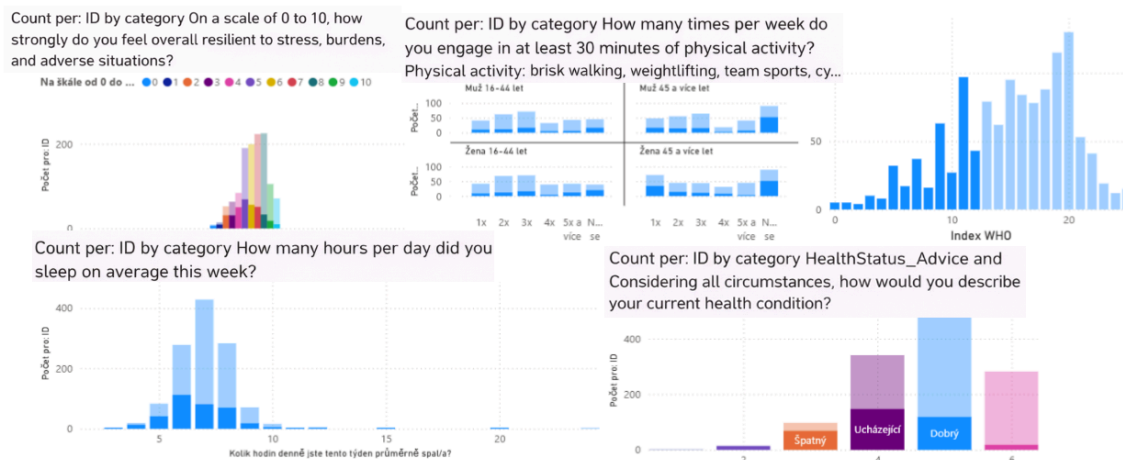 Count per: ID by category On a scale of 0 to 10, how
strongly do you feel overall resilient to stress, burdens,
and adverse situations?
Na škále od 0 do ... 0 1 2 3 4 5 6 7 8 9 10
Počet pro: ID
200
0
Count per: ID by category How many times per week do
you engage in at least 30 minutes of physical activity?
Physical activity: brisk walking, weightlifting, team sports, cy...
Muž 16-44 let
Muž 45 a více let
Počet...
100
50
0
Žena 16-44 let
Žena 45 a více let
Počet...
100
50
0
1x 2x 3x 4x 5x a více N... se
1x 2x 3x 4x 5x a více N... se
50
0
0 10 20
Index WHO
Count per: ID by category How many hours per day did you
sleep on average this week?
Počet pro: ID
400
200
0
5 10 15 20
Kolik hodin denně jste tento týden průměrně spal/a?
Count per: ID by category HealthStatus_Advice and
Considering all circumstances, how would you describe
your current health condition?
Počet pro: ID
400
200
0
Špatný
Ucházející
Dobrý